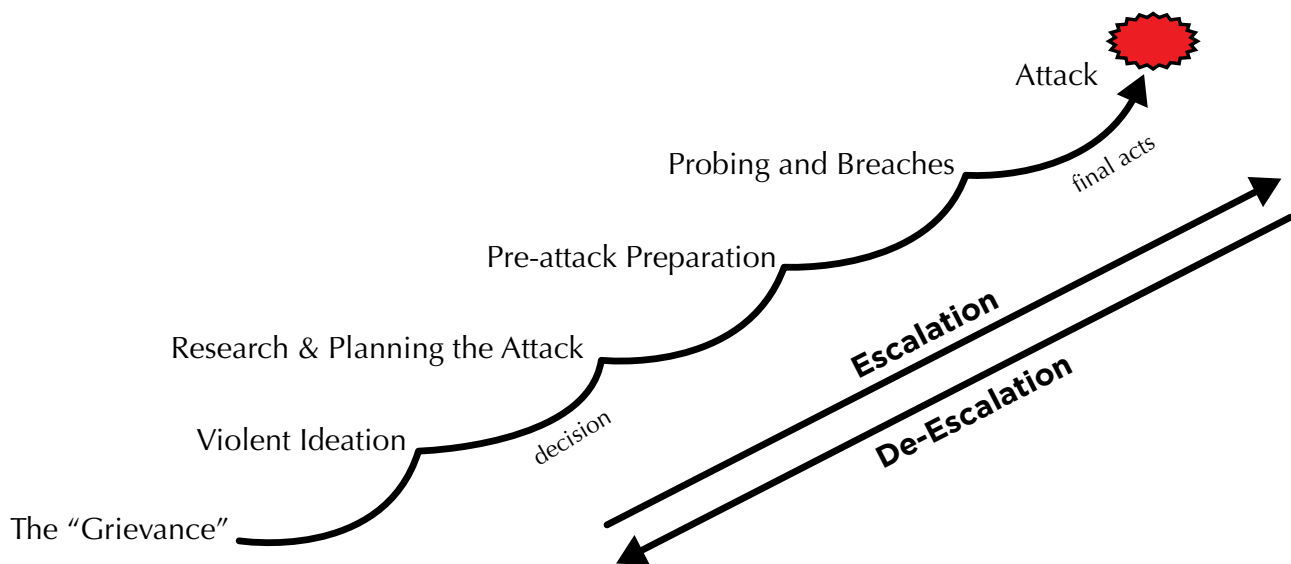 Attack
final acts
Probing and Breaches
Pre-attack Preparation
Escalation
Research & Planning the Attack
De-Escalation
decision
Violent Ideation
The “Grievance”